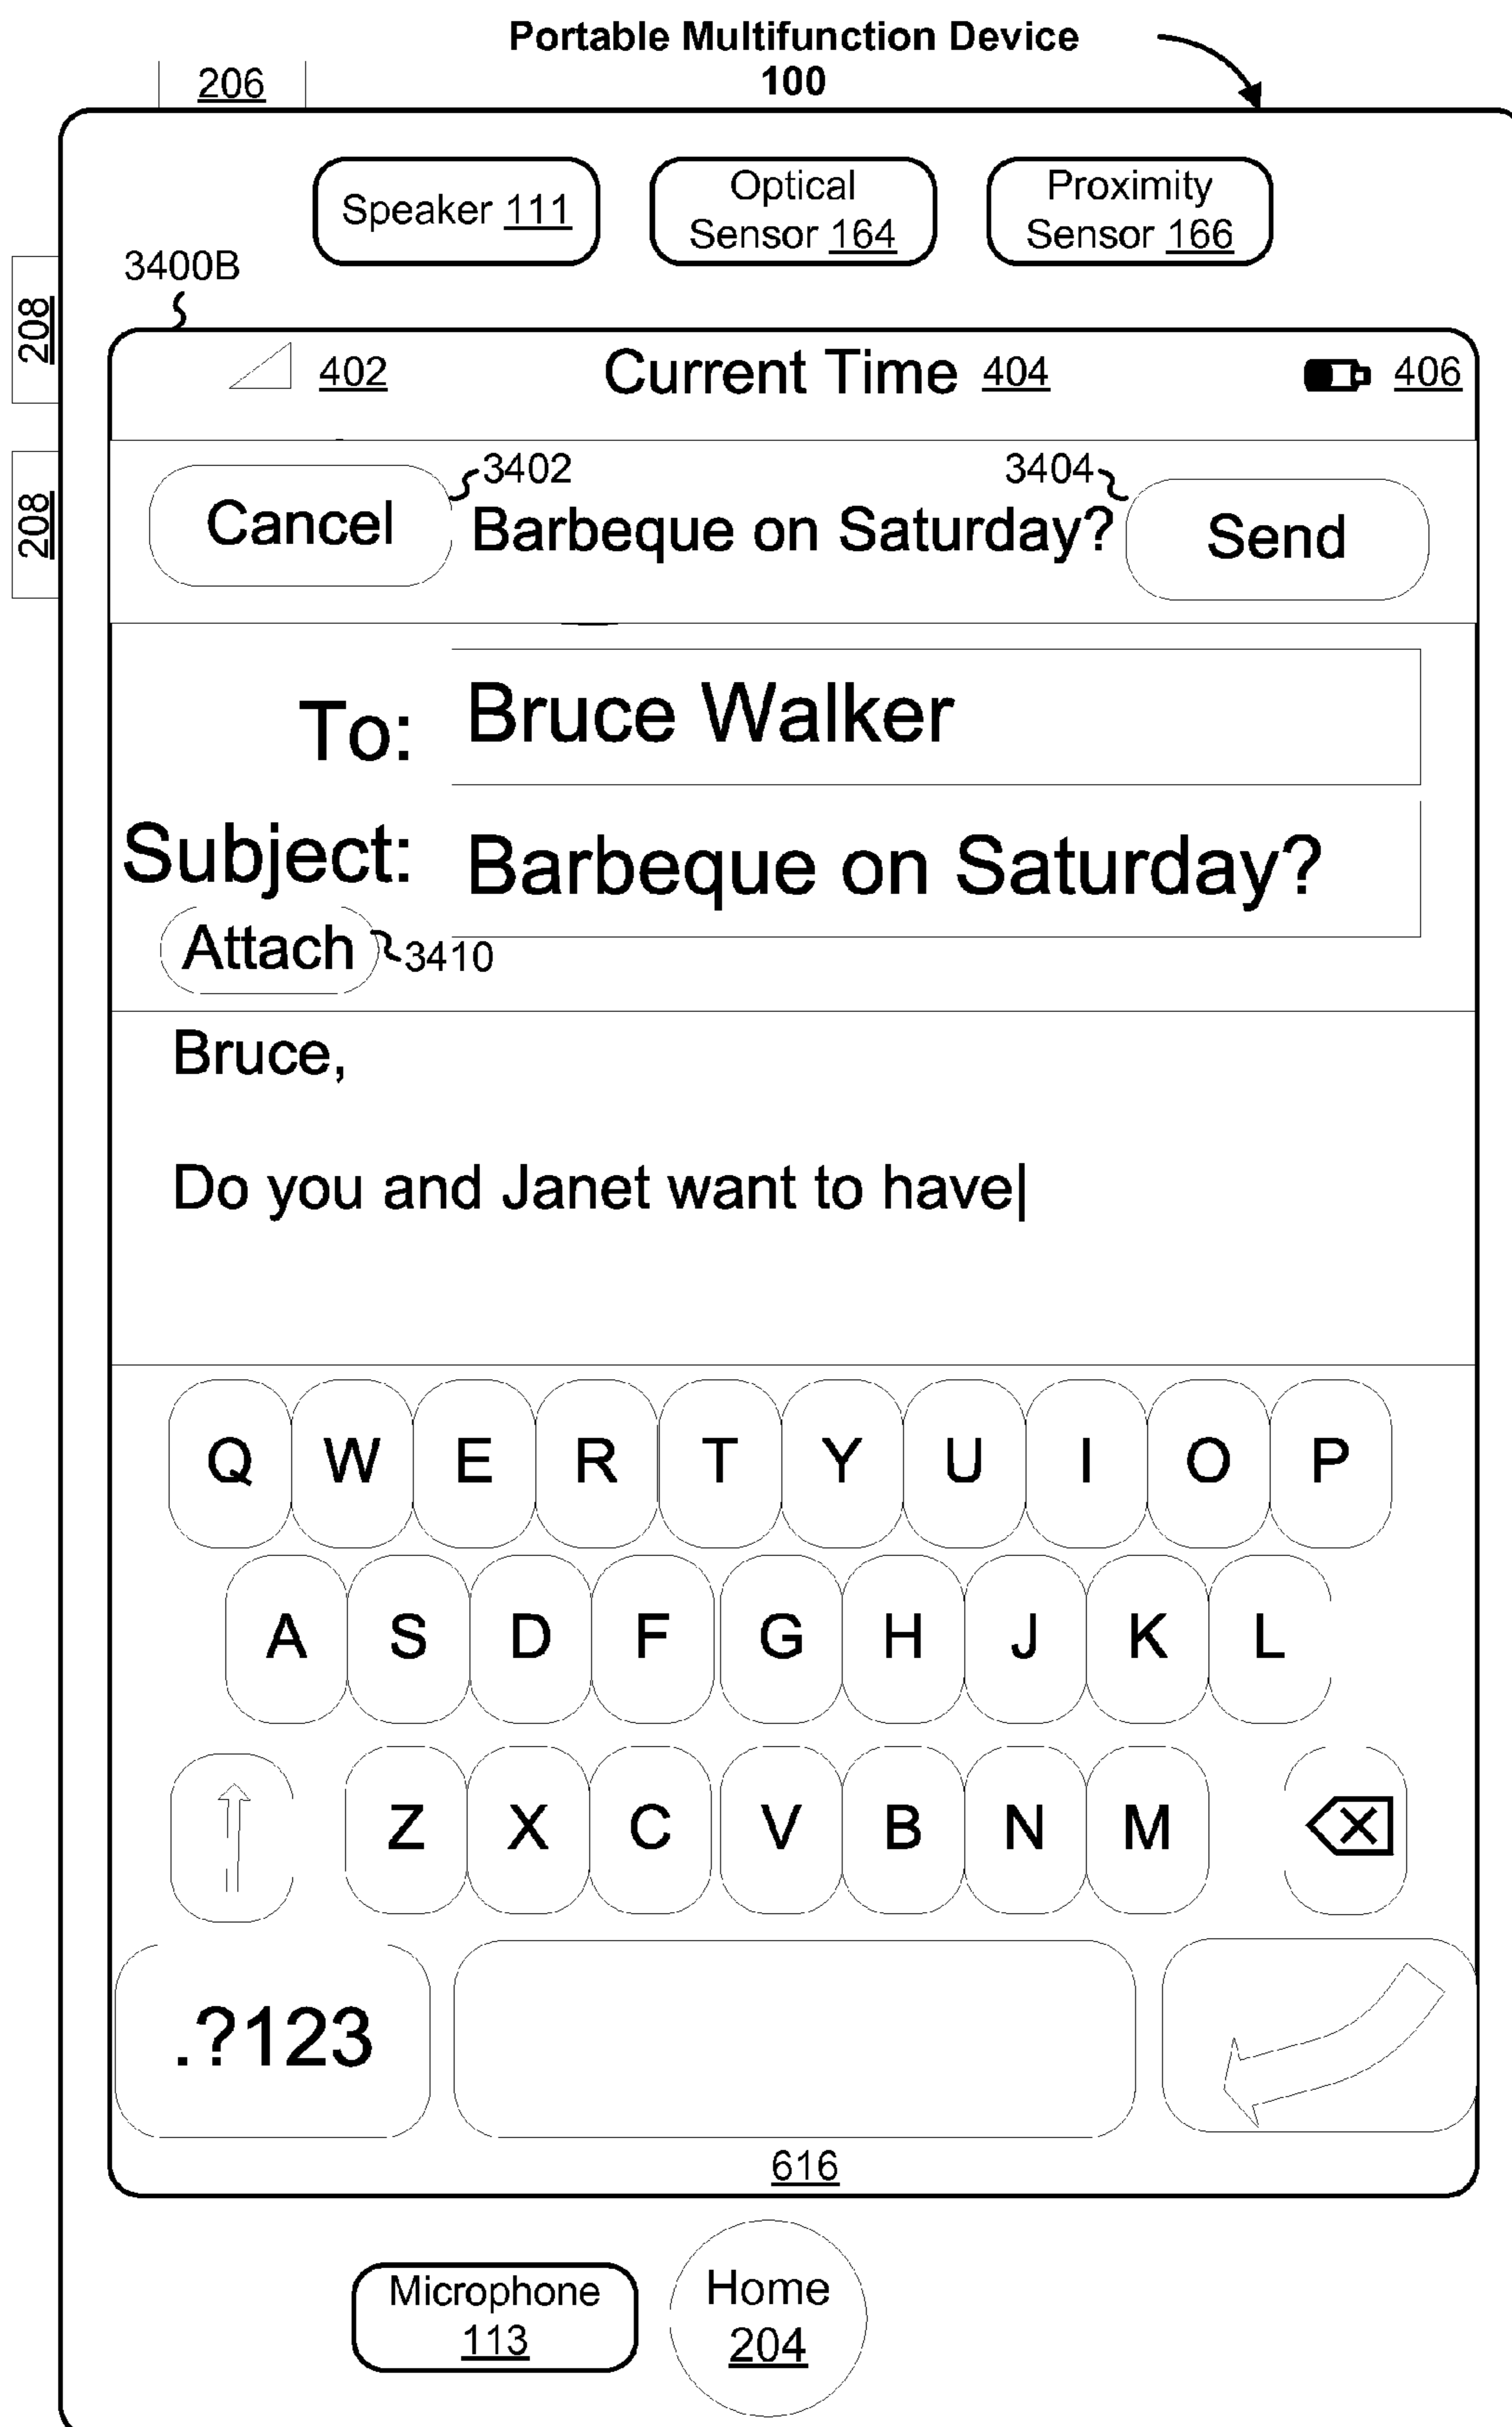 Portable Multifunction Device
100
206
Speaker 111
Optical
Sensor 164
Proximity
Sensor 166
3400B
208
208
402
Current Time 404
406
Cancel
3402
Barbeque on Saturday?
3404
Send
To:
Bruce Walker
Subject:
Barbeque on Saturday?
Attach
3410
Bruce,
Do you and Janet want to have
Q W E R T Y U I O P
A S D F G H J K L
Z X C V B N M
.?123
616
Microphone
113
Home
204